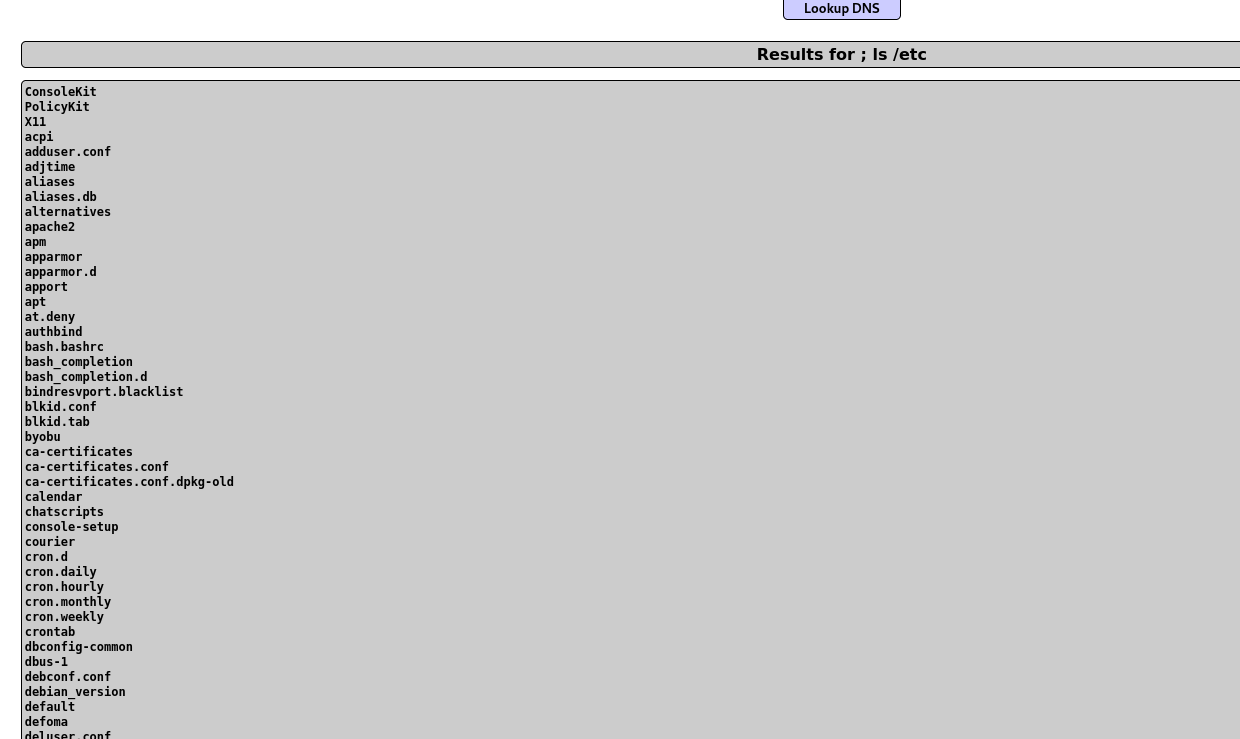 Lookup DNS
Results for ; ls /etc
ConsoleKit
PolicyKit
X11
acpi
adduser.conf
adjtime
aliases
aliases.db
alternatives
apache2
apm
apparmor
apparmor.d
apport
apt
at.deny
authbind
bash.bashrc
bash_completion
bash_completion.d
bindresvport.blacklist
blkid.conf
blkid.tab
byobu
ca-certificates
ca-certificates.conf
ca-certificates.conf.dpkg-old
calendar
chatscripts
console-setup
courier
cron.d
cron.daily
cron.hourly
cron.monthly
cron.weekly
crontab
dbconfig-common
dbus-1
debconf.conf
debian_version
default
defoma
deluser.conf